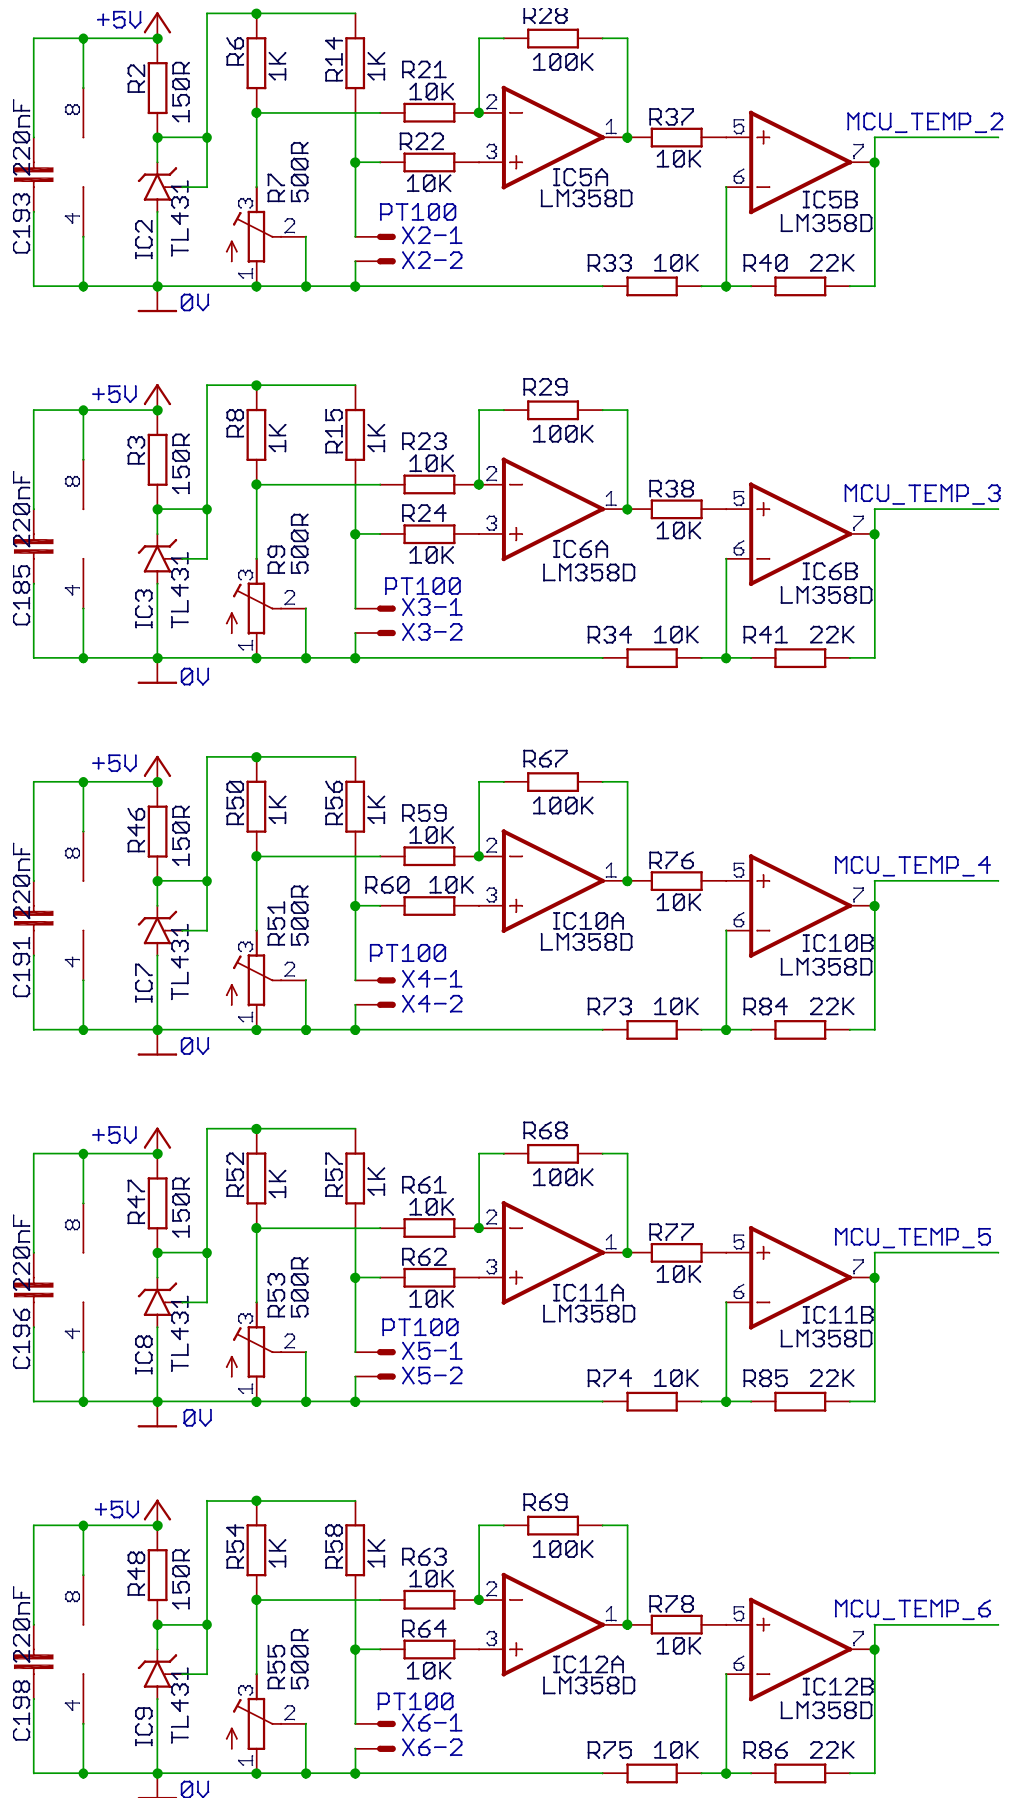 +5V
R2
150R
C193
220nF
8
4
IC2
TL431
0V
R6
1K
R14
1K
R7
500R
3
2
1
R21
10K
R22
10K
PT100
X2-1
X2-2
R28
100K
2
3
1
IC5A
LM358D
R37
10K
5
6
7
IC5B
LM358D
R33 10K
R40 22K
MCU_TEMP_2
+5V
R3
150R
C185
220nF
8
4
IC3
TL431
0V
R8
1K
R15
1K
R9
500R
3
2
1
R23
10K
R24
10K
PT100
X3-1
X3-2
R29
100K
2
3
1
IC6A
LM358D
R38
10K
5
6
7
IC6B
LM358D
R34 10K
R41 22K
MCU_TEMP_3
+5V
R46
150R
C191
220nF
8
4
IC7
TL431
0V
R50
1K
R56
1K
R51
500R
3
2
1
R59
10K
R60 10K
PT100
X4-1
X4-2
R67
100K
2
3
1
IC10A
LM358D
R76
10K
5
6
7
IC10B
LM358D
R73 10K
R84 22K
MCU_TEMP_4
+5V
R47
150R
C196
220nF
8
4
IC8
TL431
0V
R52
1K
R57
1K
R53
500R
3
2
1
R61
10K
R62
10K
PT100
X5-1
X5-2
R68
100K
2
3
1
IC11A
LM358D
R77
10K
5
6
7
IC11B
LM358D
R74 10K
R85 22K
MCU_TEMP_5
+5V
R48
150R
C198
220nF
8
4
IC9
TL431
0V
R54
1K
R58
1K
R55
500R
3
2
1
R63
10K
R64
10K
PT100
X6-1
X6-2
R69
100K
2
3
1
IC12A
LM358D
R78
10K
5
6
7
IC12B
LM358D
R75 10K
R86 22K
MCU_TEMP_6